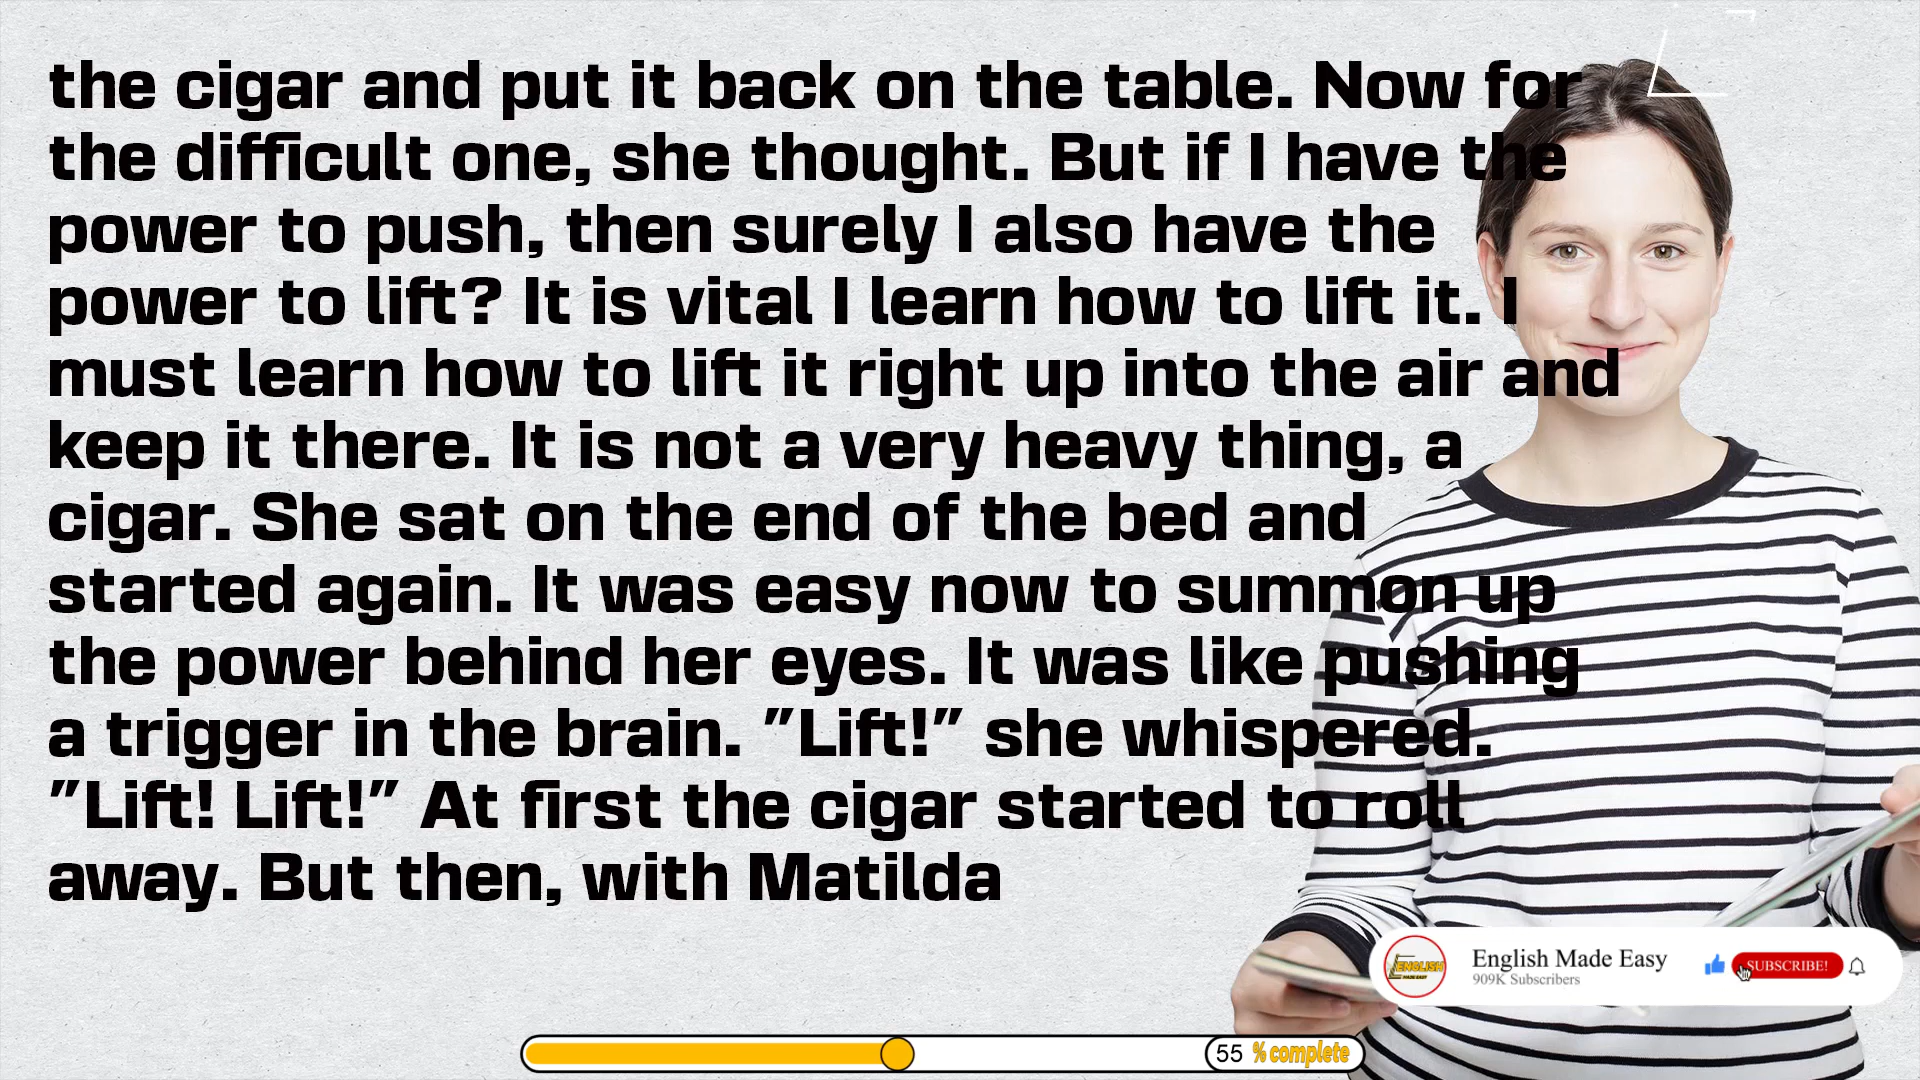 the cigar and put it back on the table. Now for
the difficult one, she thought. But if I have the
power to push, then surely I also have the
power to lift? It is vital I learn how to lift it. I
must learn how to lift it right up into the air and
keep it there. It is not a very heavy thing, a
cigar. She sat on the end of the bed and
started again. It was easy now to summon up
the power behind her eyes. It was like pushing
a trigger in the brain. "Lift!" she whispered.
"Lift! Lift!" At first the cigar started to roll
away. But then, with Matilda
ENGLISH
MADE EASY
English Made Easy
909K Subscribers
SUBSCRIBE!
55 % complete